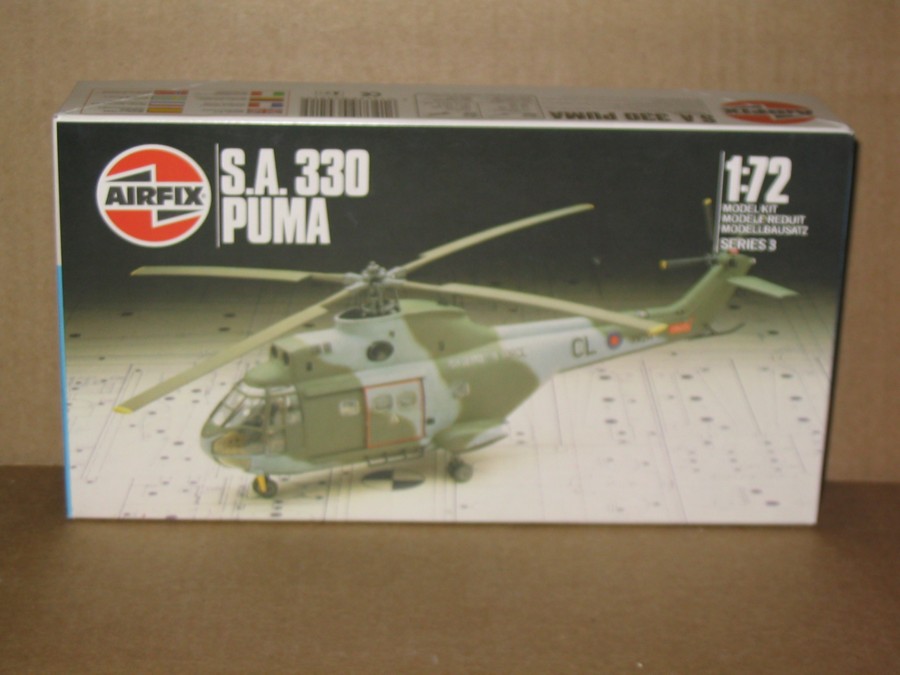 S.A. 330 PUMA
AIRFIX
S.A. 330
PUMA
1:72
MODEL KIT
MODELE REDUIT
MODELLBAUSATZ
SERIES 3
CL